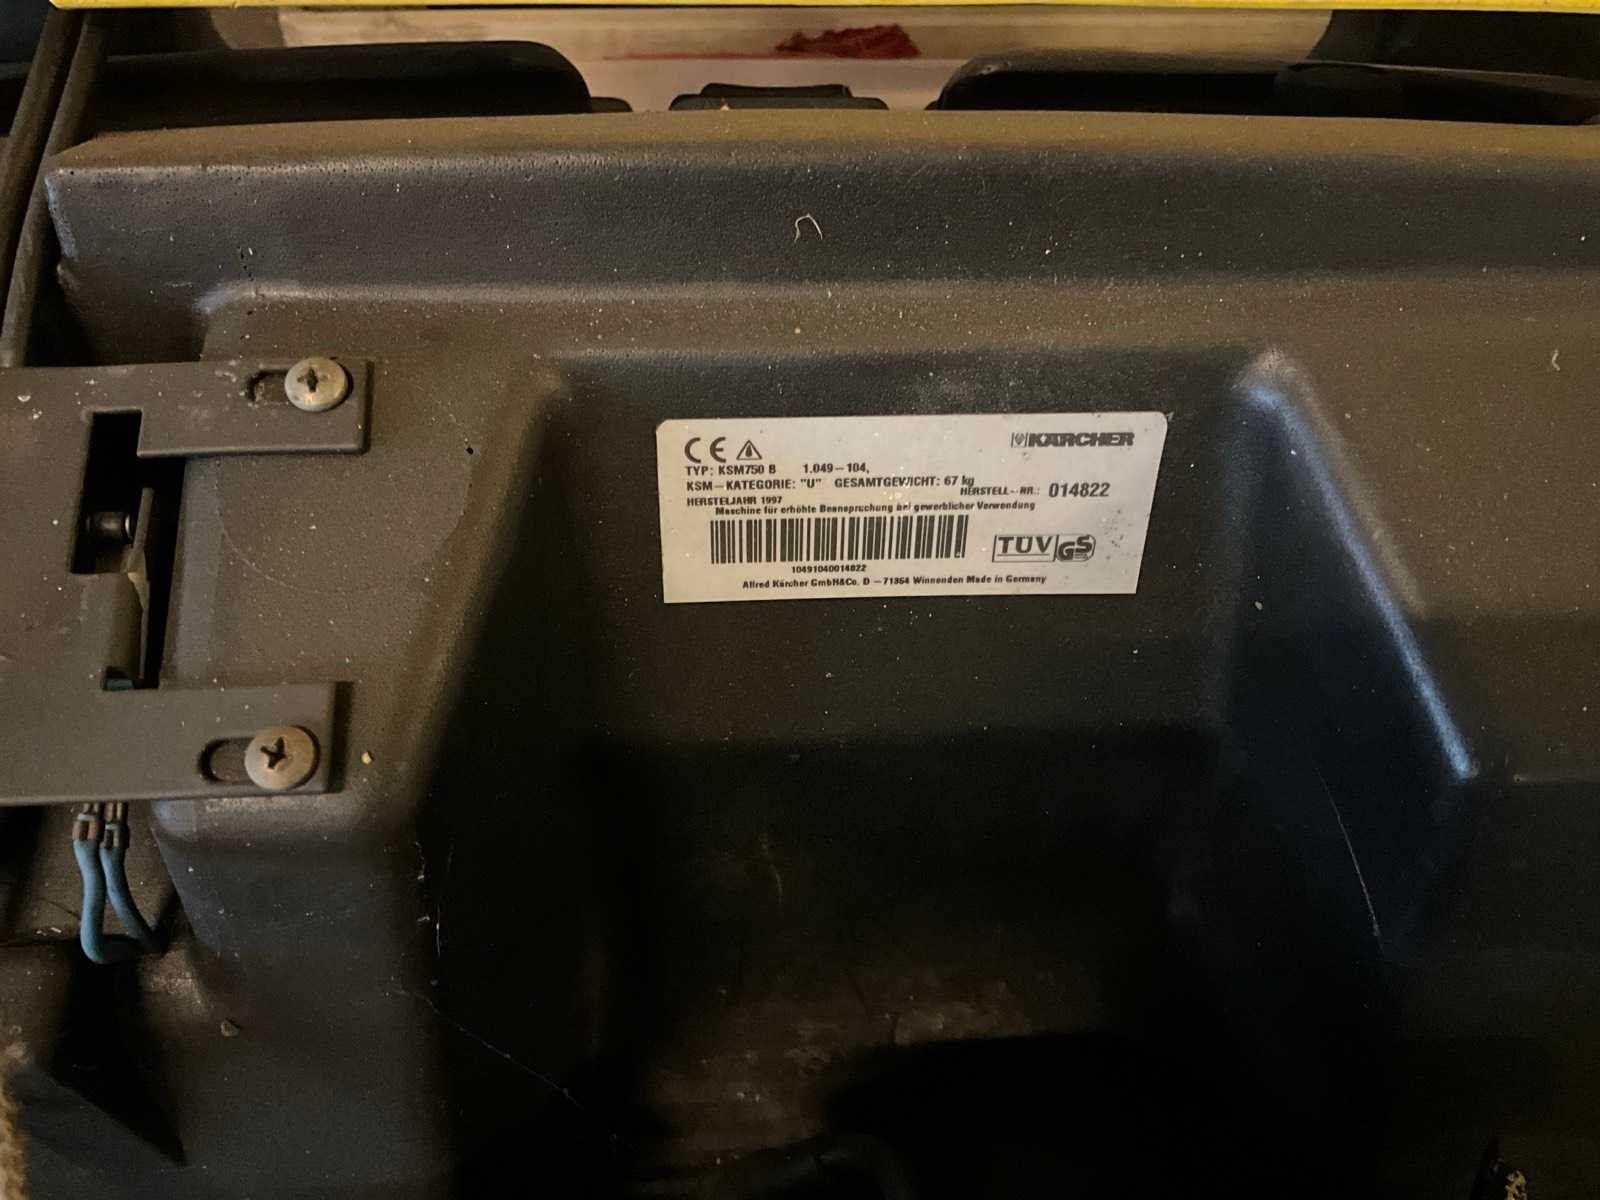 CE KÄRCHER
TYP: KSM750 B 1.049-104,
KSM-KATEGORIE: "U" GESAMTGEWICHT: 67 kg
HERSTELJAHR 1997 HERSTELL-NR.: 014822
Maschine für erhöhte Beanspruchung bei gewerblicher Verwendung
TÜV GS
10491040014822
Alfred Kärcher GmbH&Co. D - 71364 Winnenden Made in Germany